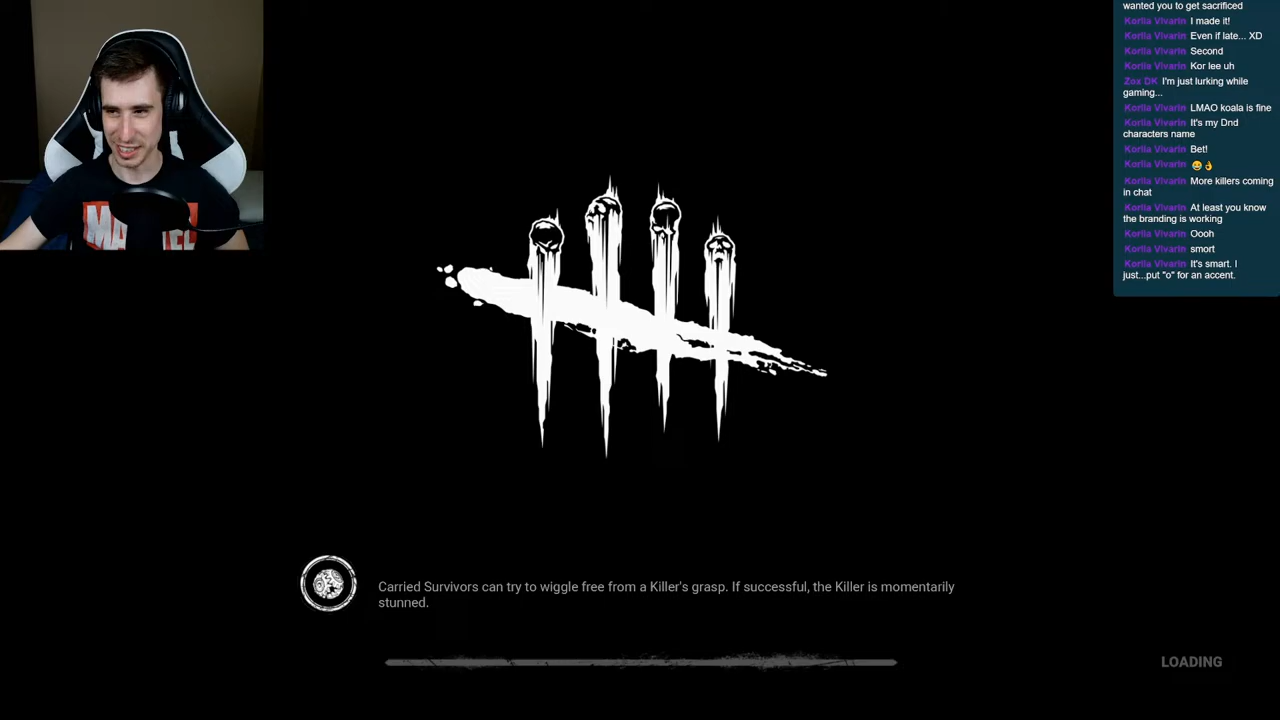 wanted you to get sacrificed
Korlia Vivarin I made it!
Korlia Vivarin Even if late... XD
Korlia Vivarin Second
Korlia Vivarin Kor lee uh
Zox DK I'm just lurking while
gaming...
Korlia Vivarin LMAO koala is fine
Korlia Vivarin It's my Dnd
characters name
Korlia Vivarin Bet!
Korlia Vivarin 😄👌
Korlia Vivarin More killers coming
in chat
Korlia Vivarin At least you know
the branding is working
Korlia Vivarin Oooh
Korlia Vivarin smort
Korlia Vivarin It's smart. I
just...put "o" for an accent.
Carried Survivors can try to wiggle free from a Killer's grasp. If successful, the Killer is momentarily
stunned.
LOADING